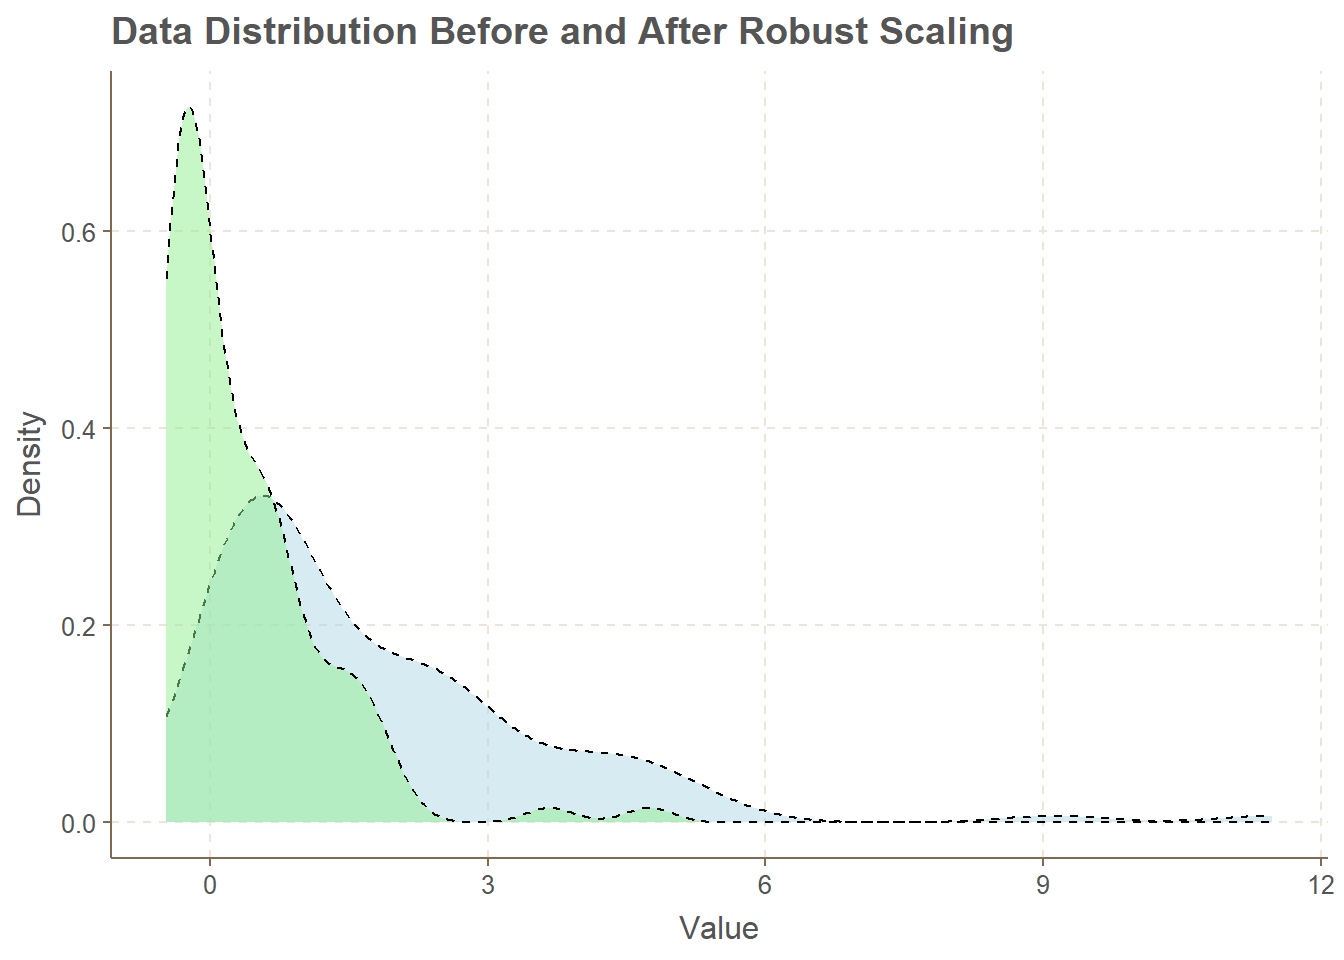 Data Distribution Before and After Robust Scaling
Density
0.6
0.4
0.2
0.0
0 3 6 9 12
Value